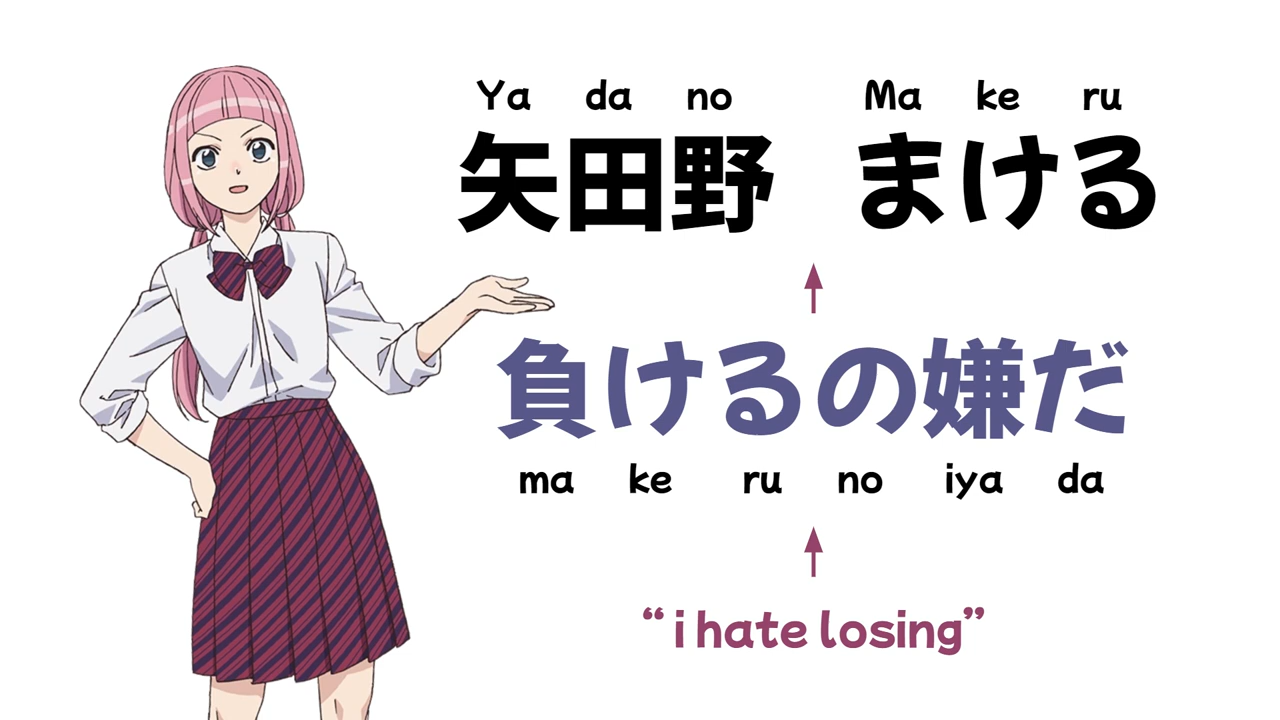 Ya da no Ma ke ru
矢田野 まける
負けるの嫌だ
ma ke ru no iya da
“i hate losing”